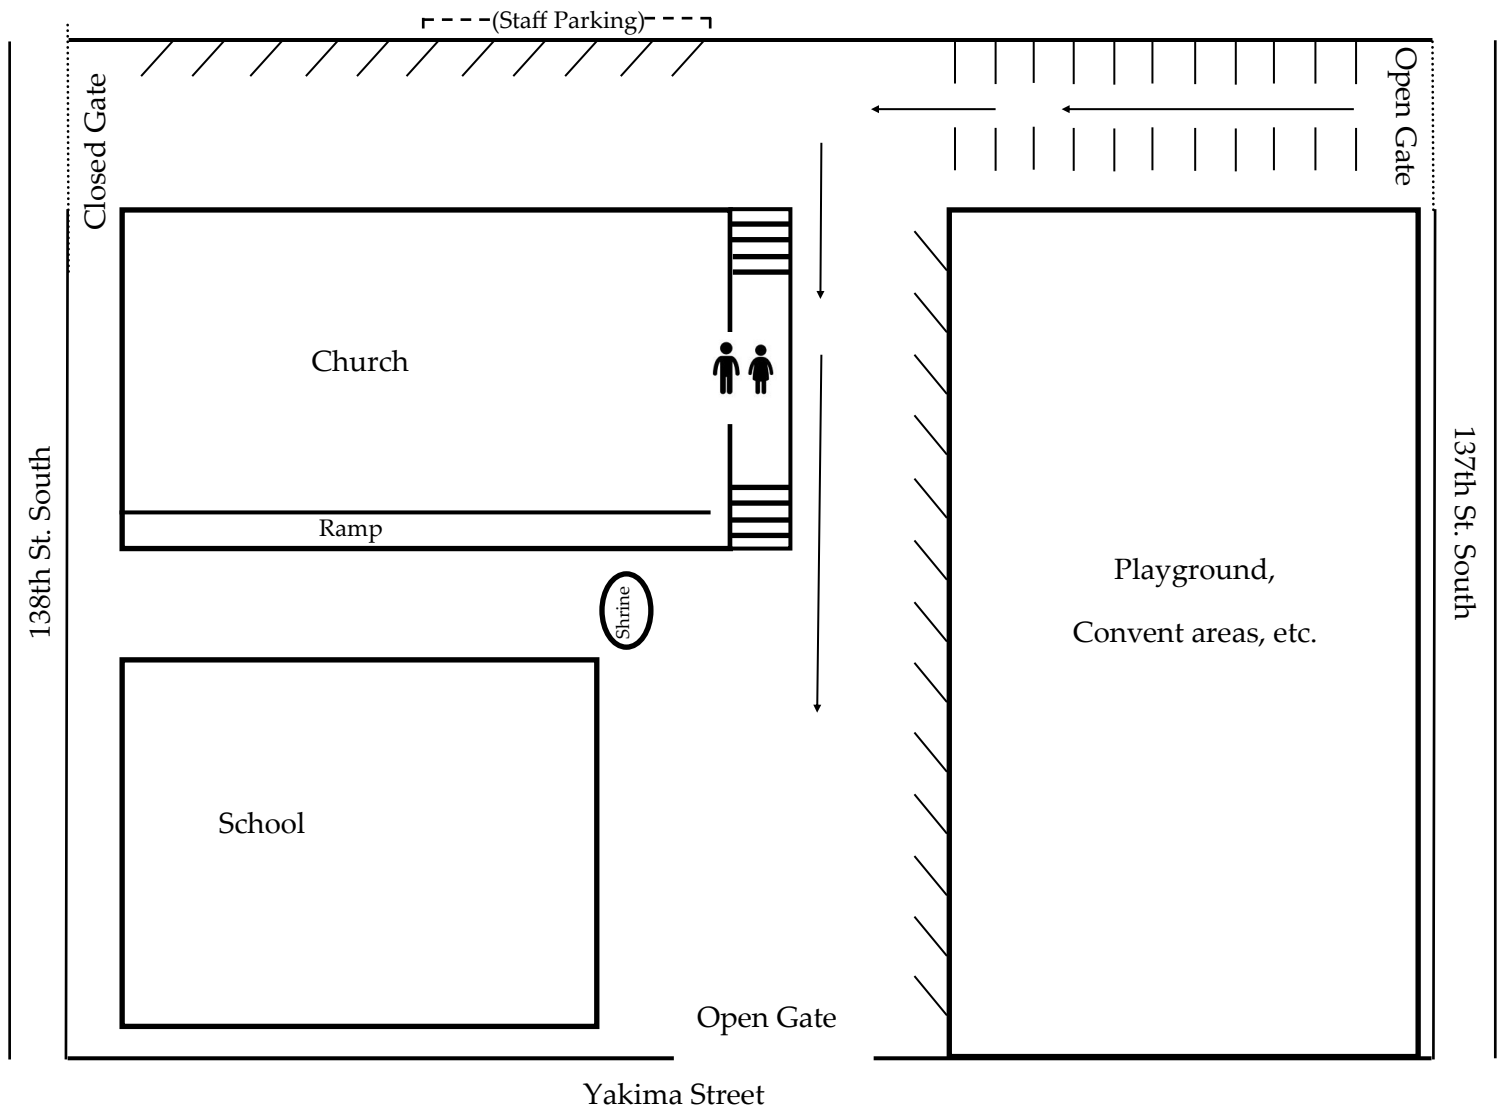 (Staff Parking)
Closed Gate
Open Gate
Church
Ramp
138th St. South
137th St. South
Shrine
Playground,
Convent areas, etc.
School
Open Gate
Yakima Street